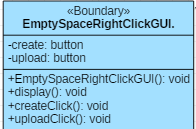 «Boundary»
EmptySpaceRightClickGUI.
-create: button
-upload: button
+EmptySpaceRightClickGUI(): void
+display(): void
+createClick(): void
+uploadClick(): void